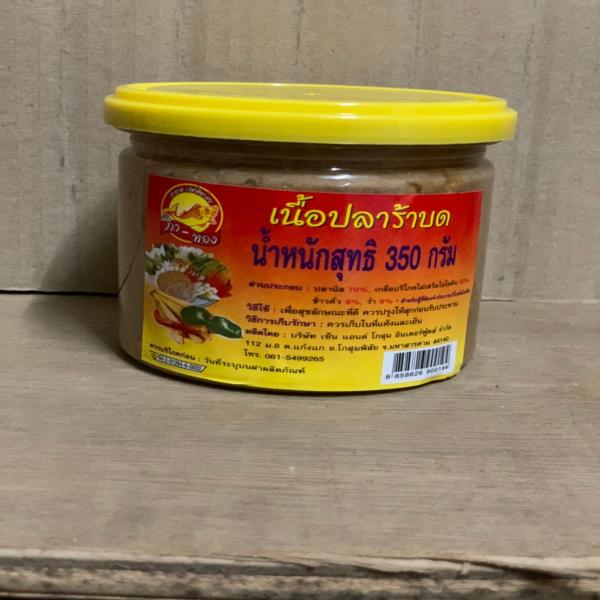 ภา-ทอง
เนื้อปลาร้าบด
น้ำหนักสุทธิ 350 กรัม
ส่วนประกอบ : ปลานิล 70%, เกลือบริโภคไม่เสริมไอโอดีน
ข้าวคั่ว 5%, รำ 5%
วิธีใช้ : เพื่อสุขลักษณะที่ดี ควรปรุงให้สุกก่อนรับประทาน
วิธีการเก็บรักษา : ควรเก็บในที่แห้งและเย็น
ผลิตโดย : บริษัท เซ็น แอนด์ โกสุม อินเตอร์ฟูดส์ จำกัด
112 ม.8 ต.แก้งแก อ.โกสุมพิสัย จ.มหาสารคาม 44140
โทร. 061-5499265
ควรบริโภคก่อน : วันที่ระบุบนฝาผลิตภัณฑ์
8 858826 900194